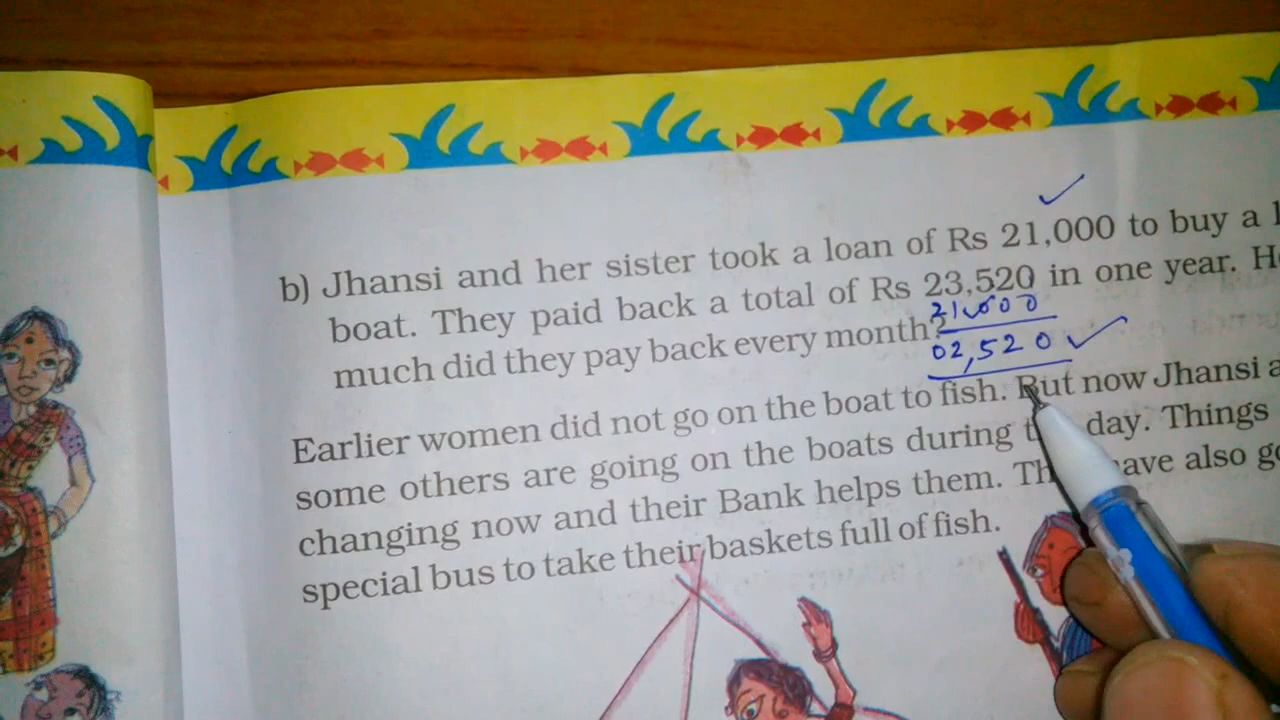 b) Jhansi and her sister took a loan of Rs 21,000 to buy a
boat. They paid back a total of Rs 23,520 in one year.
21,000
much did they pay back every month?
02,520
Earlier women did not go on the boat to fish. But now Jhansi
some others are going on the boats during day. Things
changing now and their Bank helps them. have also
special bus to take their baskets full of fish.